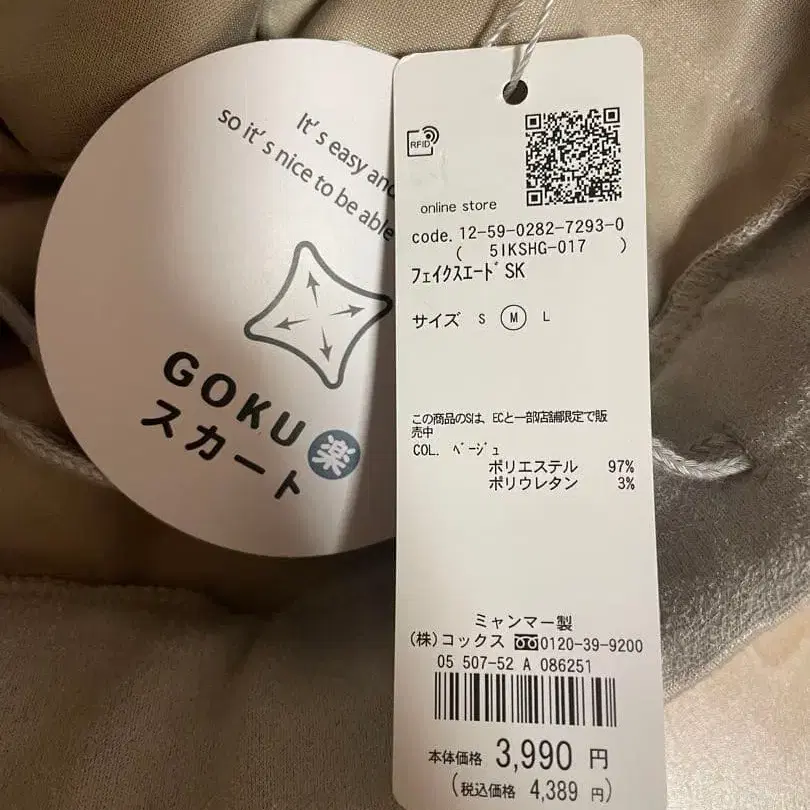 It's easy and
so it's nice to be able
GOKU楽
スカート
RFID
online store
code. 12-59-0282-7293-0
( 5IKSHG-017 )
ﾌｪｲｸｽｴｰﾄﾞSK
サイズ S M L
この商品のSは、ECと一部店舗限定で販
売中
COL. ﾍﾞｰｼﾞｭ
ポリエステル 97%
ポリウレタン 3%
ミャンマー製
(株)コックス 0120-39-9200
05 507-52 A 086251
本体価格 3,990 円
(税込価格 4,389 円)